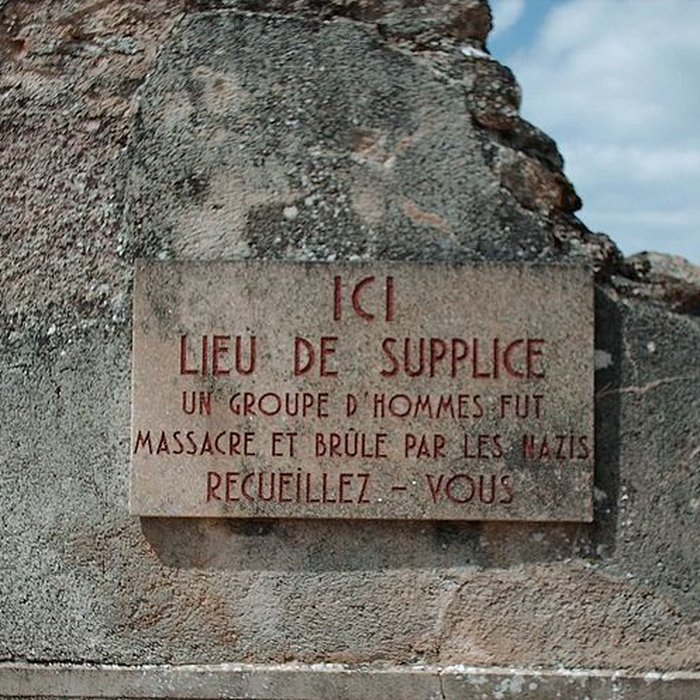 ICI
LIEU DE SUPPLICE
UN GROUPE D'HOMMES FUT
MASSACRE ET BRÛLE PAR LES NAZIS
RECUEILLEZ - VOUS